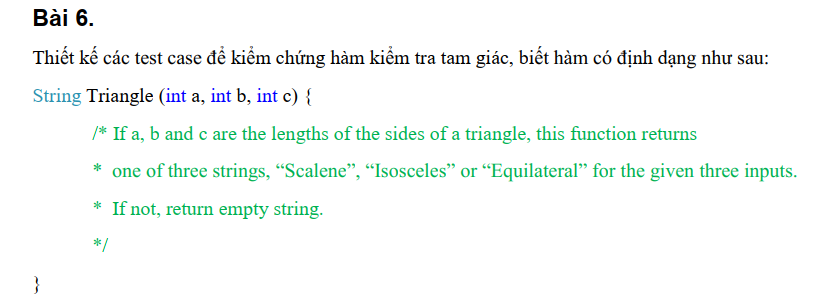 Bài 6.
Thiết kế các test case để kiểm chứng hàm kiểm tra tam giác, biết hàm có định dạng như sau:
String Triangle (int a, int b, int c) {
/* If a, b and c are the lengths of the sides of a triangle, this function returns
* one of three strings, “Scalene”, “Isosceles” or “Equilateral” for the given three inputs.
* If not, return empty string.
*/
}